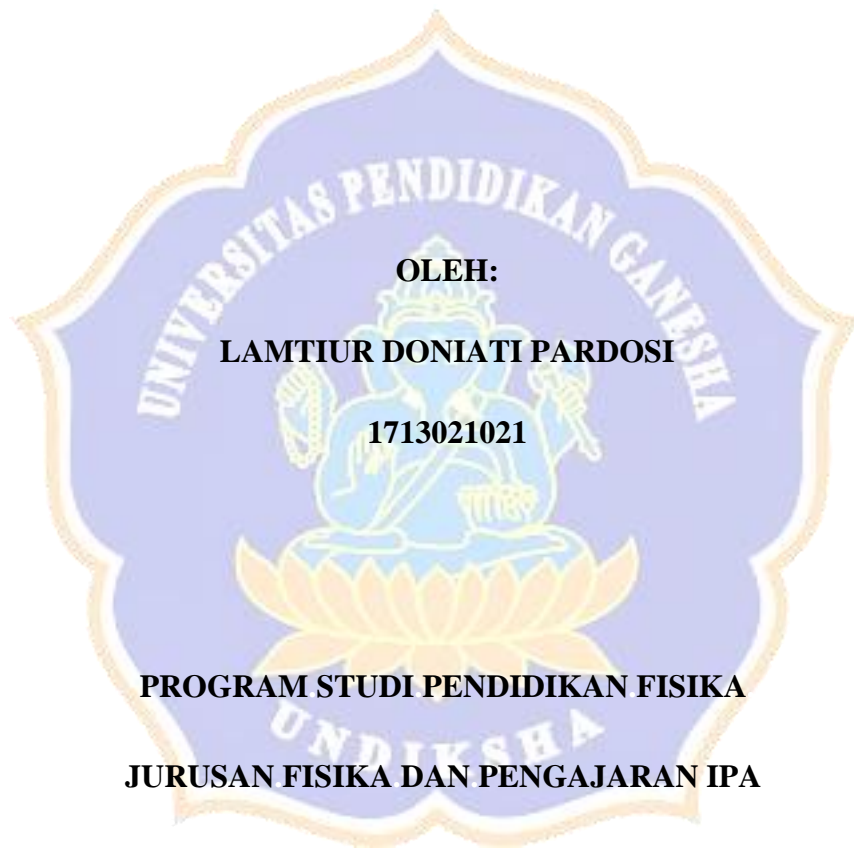 UNIVERSITAS PENDIDIKAN GANESHA
OLEH:
LAMTIUR DONIATI PARDOSI
1713021021
PROGRAM STUDI PENDIDIKAN FISIKA
UNDIKSHA
JURUSAN FISIKA DAN PENGAJARAN IPA